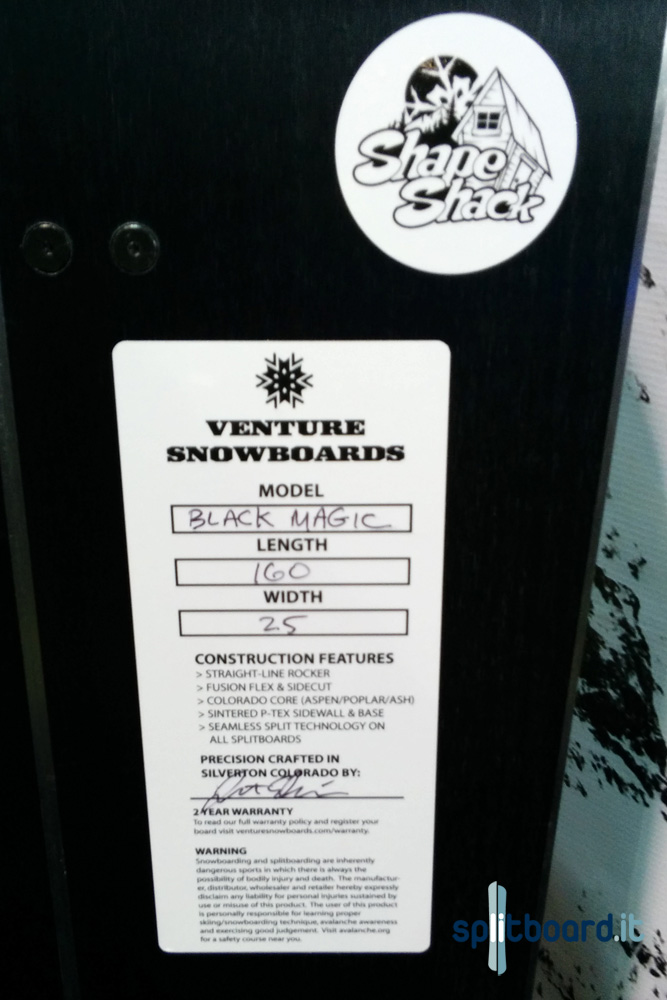 Shape
Shack
VENTURE
SNOWBOARDS
MODEL
BLACK MAGIC
LENGTH
160
WIDTH
25
CONSTRUCTION FEATURES
> STRAIGHT-LINE ROCKER
> FUSION FLEX & SIDECUT
> COLORADO CORE (ASPEN/POPLAR/ASH)
> SINTERED P-TEX SIDEWALL & BASE
> SEAMLESS SPLIT TECHNOLOGY ON
ALL SPLITBOARDS
PRECISION CRAFTED IN
SILVERTON COLORADO BY:
2 YEAR WARRANTY
To read our full warranty policy and register your
board visit venturesnowboards.com/warranty.
WARNING
Snowboarding and splitboarding are inherently
dangerous sports in which there is always the
possibility of bodily injury and death. The manufactur-
er, distributor, wholesaler and retailer hereby expressly
disclaim any liability for personal injuries sustained by
use or misuse of this product. The user of this product
is personally responsible for learning proper
skiing/snowboarding technique, avalanche awareness
and exercising good judgement. Visit avalanche.org
for a safety course near you.
splitboard.it